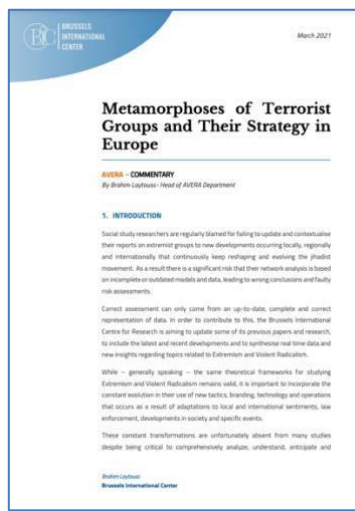 BIC
BRUSSELS
INTERNATIONAL
CENTER
March 2021
Metamorphoses of Terrorist
Groups and Their Strategy in
Europe
AVERA – COMMENTARY
By Brahim Laytouss- Head of AVERA Department
1. INTRODUCTION
Social study researchers are regularly blamed for failing to update and contextualise
their reports on extremist groups to new developments occurring locally, regionally
and internationally that continously keep reshaping and evolving the jihadist
movement. As a result there is a significant risk that their network analysis is based
on incomplete or outdated models and data, leading to wrong conclusions and faulty
risk assessments.
Correct assessment can only come from an up-to-date, complete and correct
representation of data. In order to contribute to this, the Brussels International
Centre for Research is aiming to update some of its previous papers and research,
to include the latest and recent developments and to synthesise real time data and
new insights regarding topics related to Extremism and Violent Radicalism.
While – generally speaking – the same theoretical frameworks for studying
Extremism and Violent Radicalism remains valid, it is important to incorporate the
constant evolution in their use of new tactics, branding, technology and operations
that occurs as a result of adaptations to local and international sentiments, law
enforcement, developments in society and specific events.
These constant transformations are unfortunately absent from many studies
despite being critical to comprehensively analyze, understand, anticipate and
Brahim Laytouss
Brussels International Center